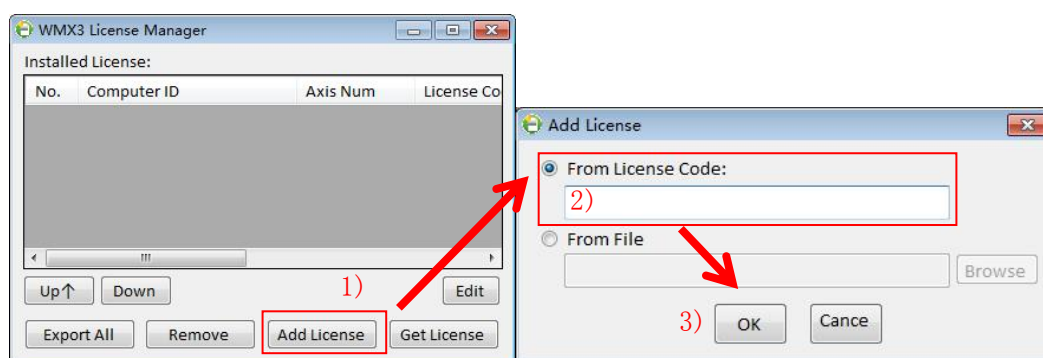 WMX3 License Manager
Installed License:
No. Computer ID Axis Num License Co
Up↑ Down 1) Edit
Export All Remove Add License Get License
Add License
From License Code:
2)
From File
Browse
3) OK Cance